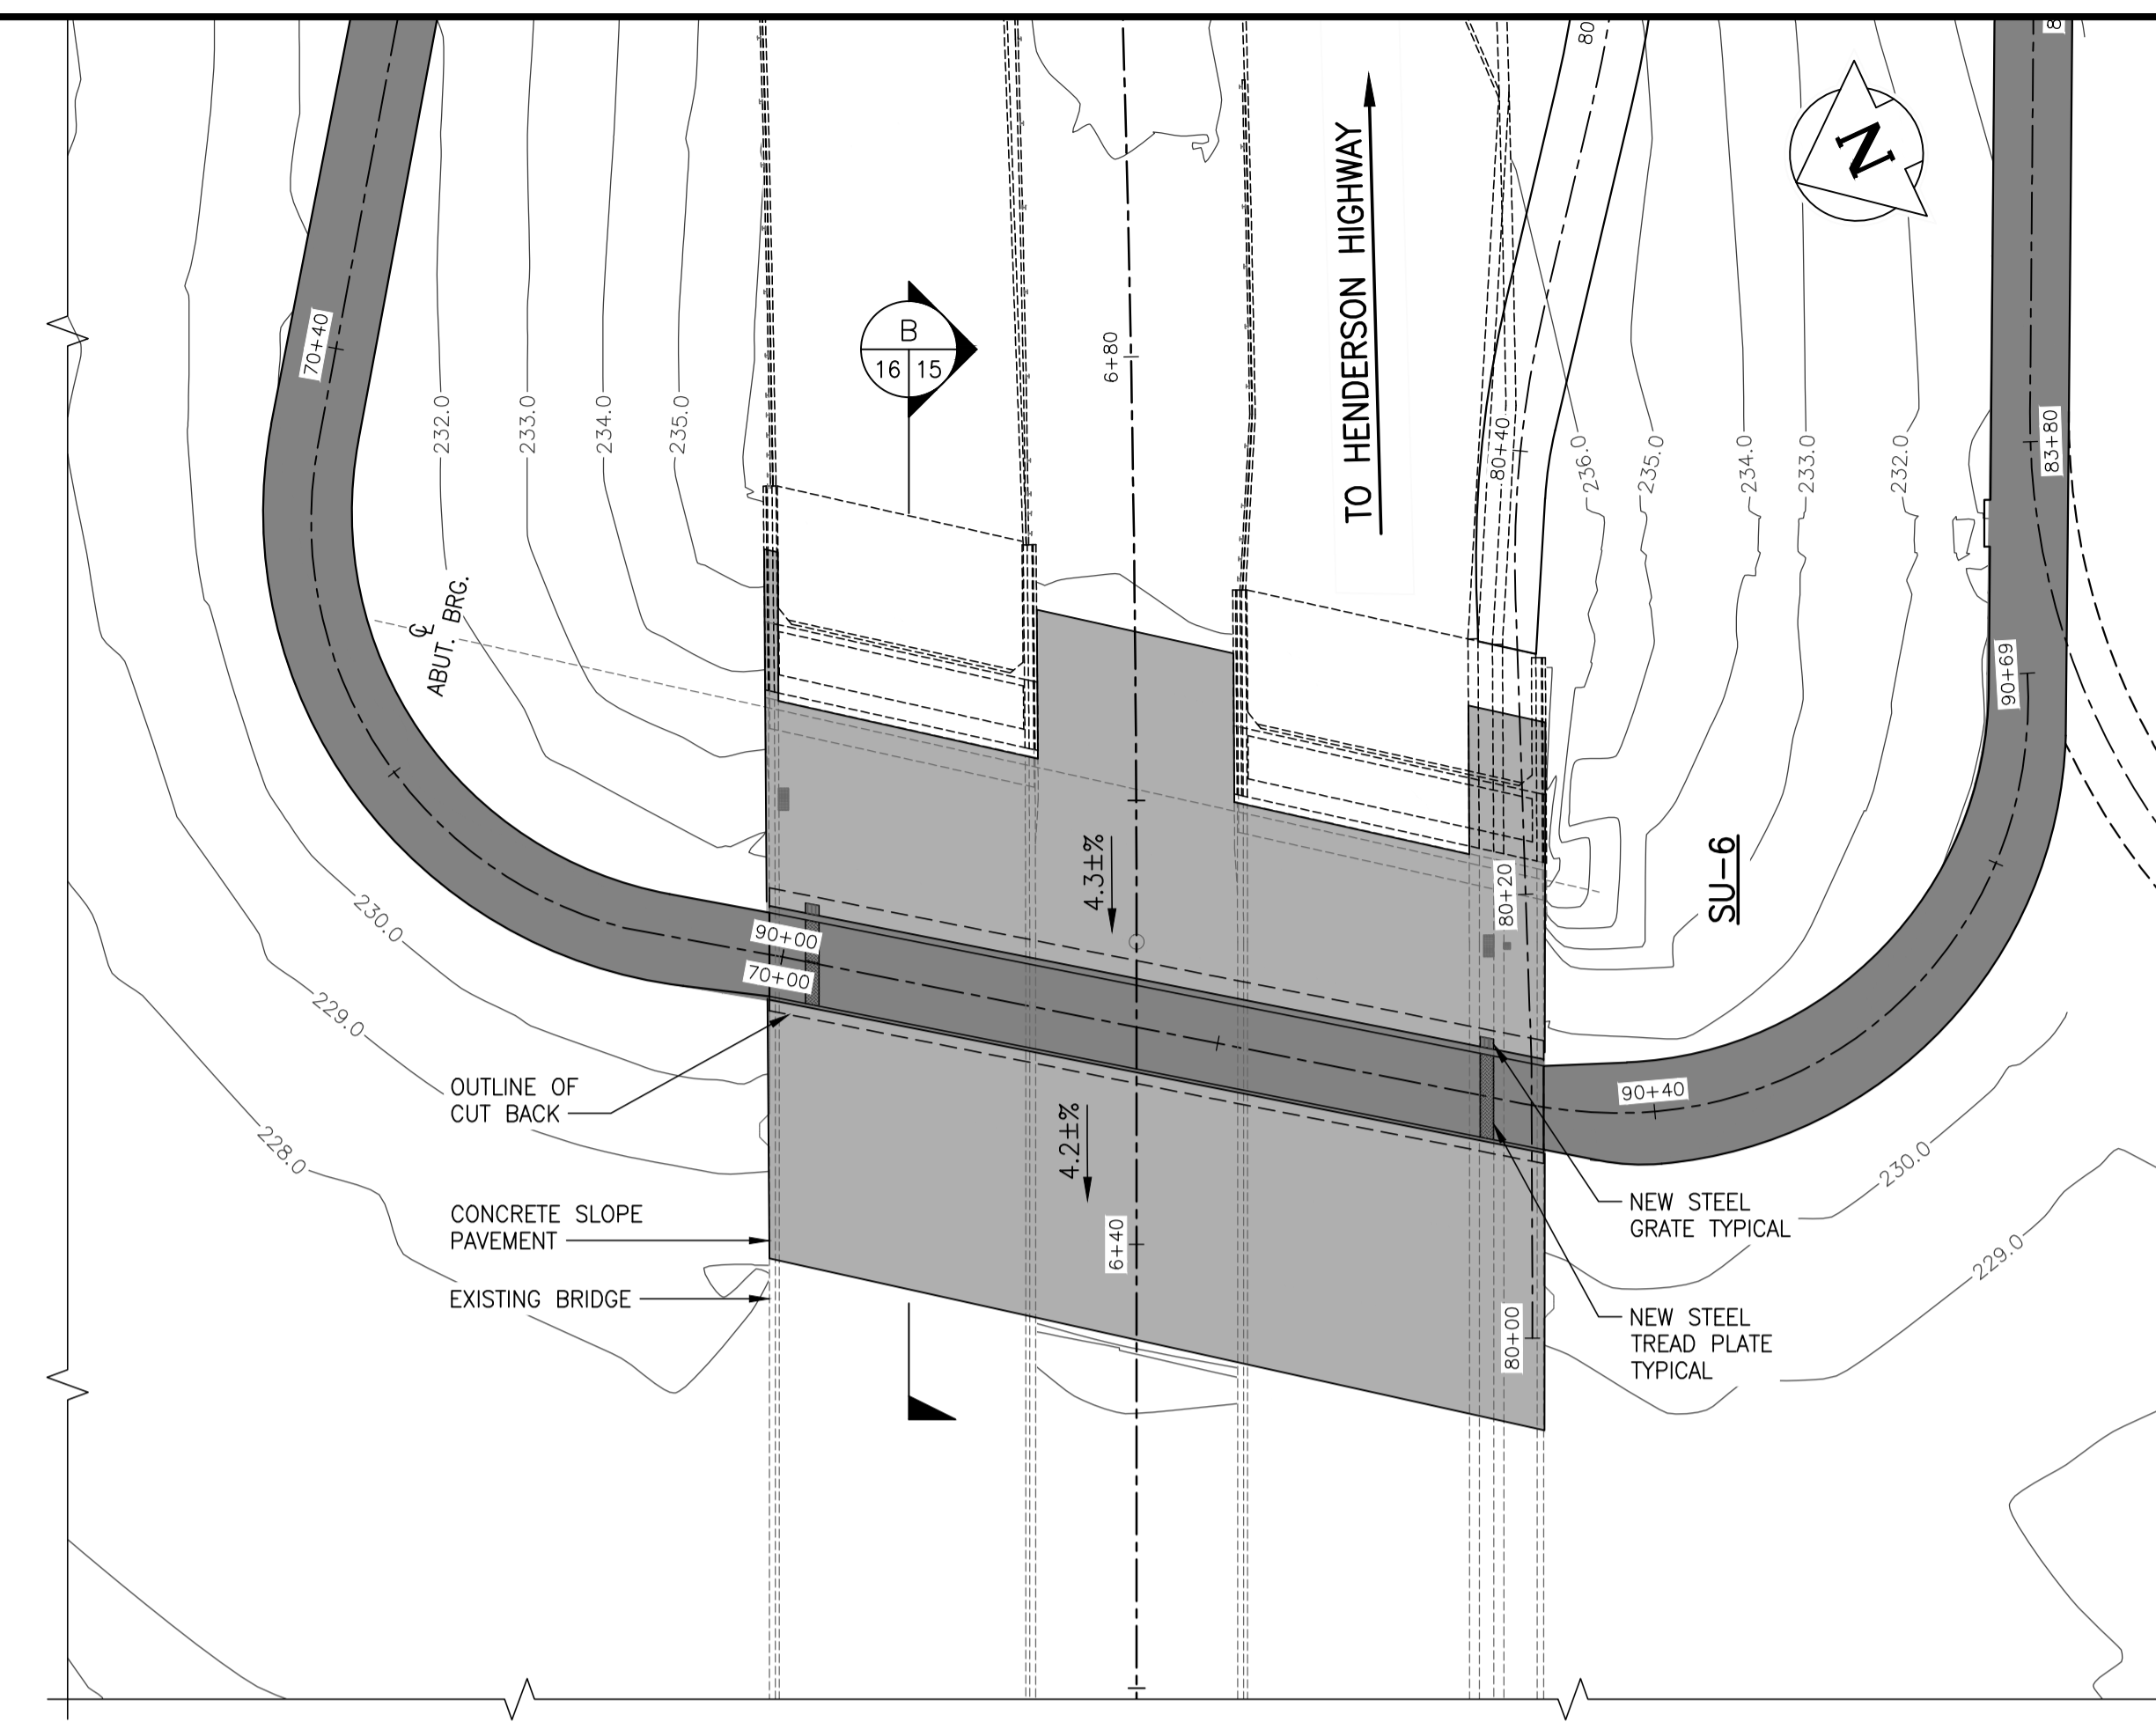 80
8
N
TO HENDERSON HIGHWAY
70+40
B
16 15
6+80
232.0
233.0
234.0
235.0
80+40
236.0
235.0
234.0
233.0
232.0
83+80
℄
ABUT. BRG.
90+69
4.3±%
80+20
SU-6
230.0
90+00
70+00
229.0
OUTLINE OF
CUT BACK
90+40
228.0
4.2±%
230.0
CONCRETE SLOPE
PAVEMENT
6+40
NEW STEEL
GRATE TYPICAL
229.0
EXISTING BRIDGE
80+00
NEW STEEL
TREAD PLATE
TYPICAL